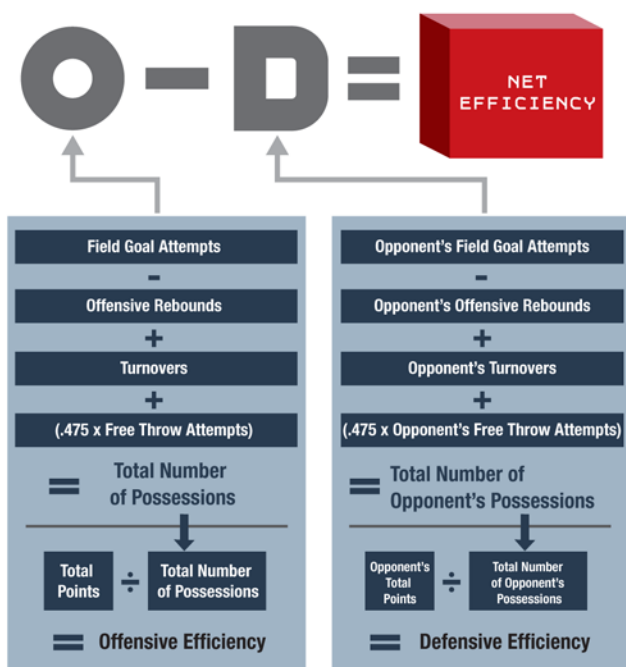 O - D =
NET
EFFICIENCY
Field Goal Attempts
-
Offensive Rebounds
+
Turnovers
+
(.475 x Free Throw Attempts)
= Total Number
of Possessions
Total
Points
÷
Total Number
of Possessions
= Offensive Efficiency
Opponent's Field Goal Attempts
-
Opponent's Offensive Rebounds
+
Opponent's Turnovers
+
(.475 x Opponent's Free Throw Attempts)
= Total Number of
Opponent's Possessions
Opponent's
Total
Points
÷
Total Number
of Opponent's
Possessions
= Defensive Efficiency